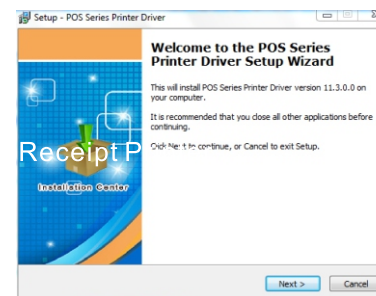 Setup - POS Series Printer Driver
Welcome to the POS Series
Printer Driver Setup Wizard
This will install POS Series Printer Driver version 11.3.0.0 on
your computer.
It is recommended that you close all other applications before
continuing.
Click Next to continue, or Cancel to exit Setup.
Receipt P
Installation Center
Next >
Cancel